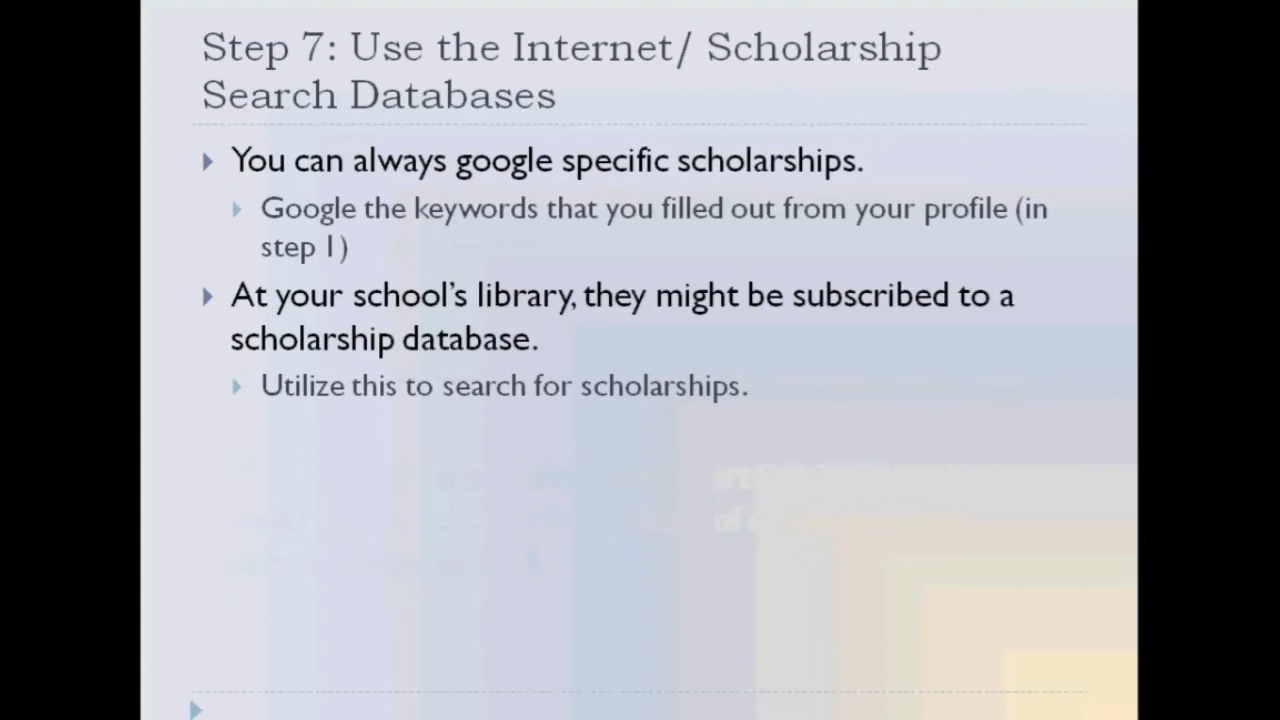 Step 7: Use the Internet/ Scholarship
Search Databases
You can always google specific scholarships.
Google the keywords that you filled out from your profile (in
step 1)
At your school's library, they might be subscribed to a
scholarship database.
Utilize this to search for scholarships.